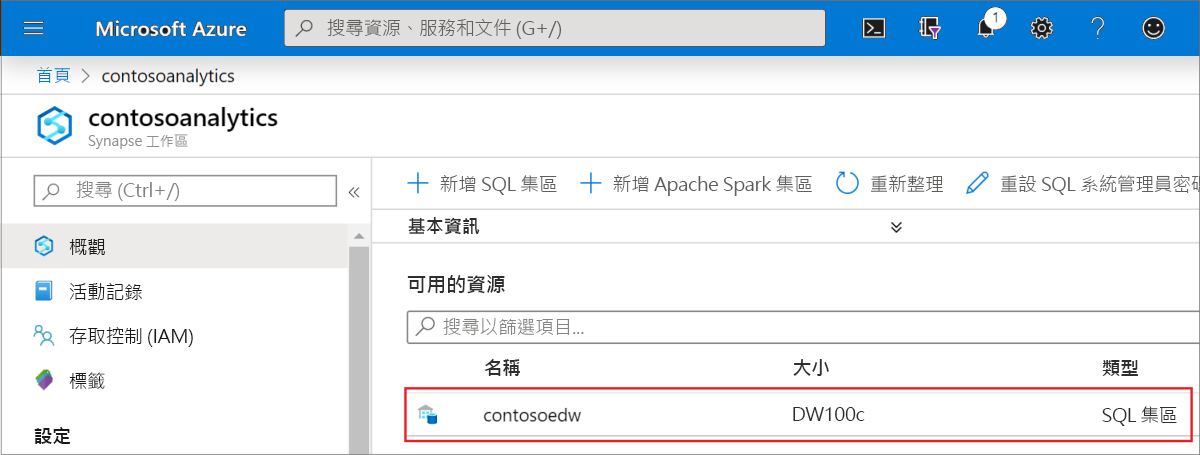 Microsoft Azure
搜尋資源、服務和文件 (G+/)
1
首頁 > contosoanalytics
contosoanalytics
Synapse 工作區
搜尋 (Ctrl+/)
«
概觀
活動記錄
存取控制 (IAM)
標籤
設定
+ 新增 SQL 集區 + 新增 Apache Spark 集區 重新整理 重設 SQL 系統管理員密碼
基本資訊
可用的資源
搜尋以篩選項目...
名稱 大小 類型
contosoedw DW100c SQL 集區